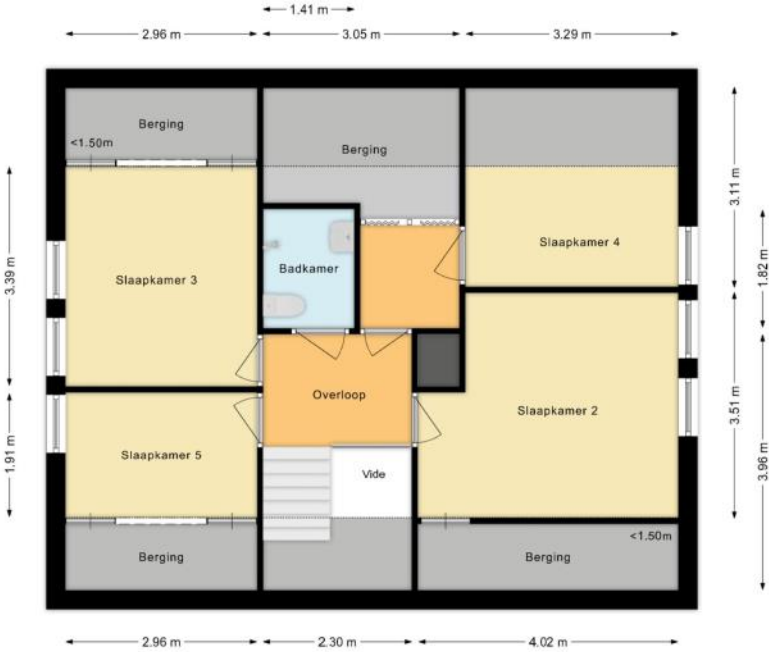 1.41 m
2.96 m
3.05 m
3.29 m
Berging
<1.50m
Berging
3.11 m
3.39 m
Slaapkamer 3
Badkamer
Slaapkamer 4
1.82 m
Overloop
Slaapkamer 2
3.51 m
1.91 m
Slaapkamer 5
Vide
3.96 m
Berging
Berging
<1.50m
2.96 m
2.30 m
4.02 m